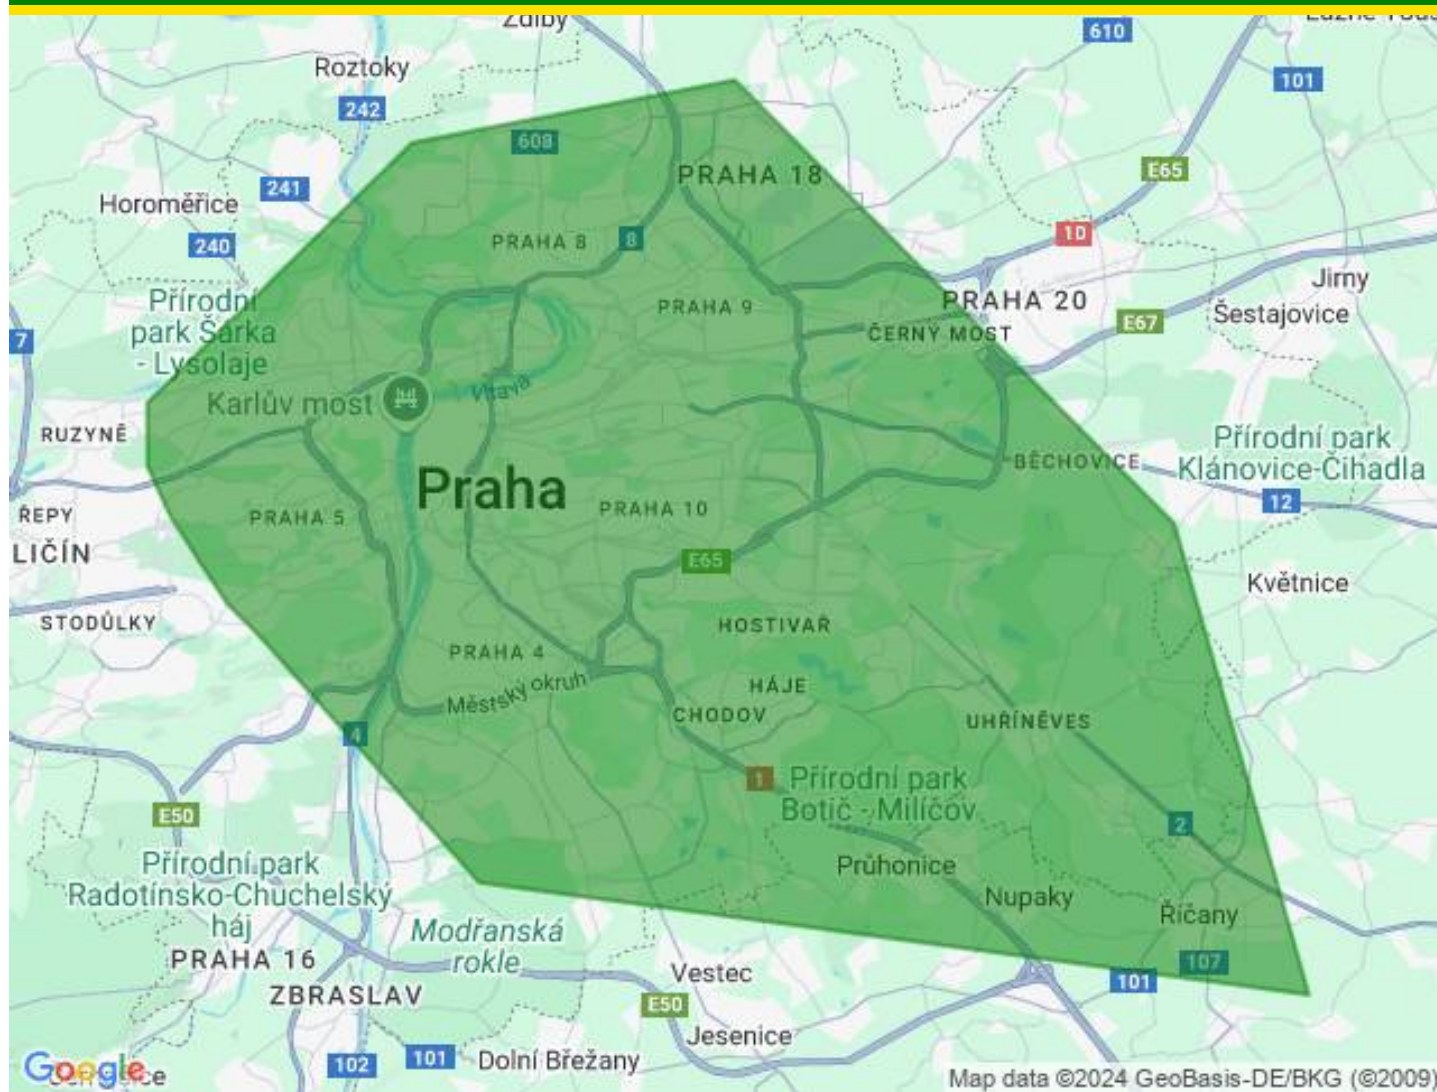 Zdiby
610
Roztoky
101
242
608
E65
PRAHA 18
241
Horoměřice
1D
240
PRAHA 8
8
Jirny
Přírodní
park Šárka
- Lysolaje
PRAHA 9
PRAHA 20
Šestajovice
E67
7
ČERNÝ MOST
Vltava
Karlův most
RUZYNĚ
Přírodní park
Klánovice-Čihadla
BĚCHOVICE
Praha
12
ŘEPY
PRAHA 5
PRAHA 10
LIČÍN
E65
Květnice
STODŮLKY
HOSTIVAŘ
PRAHA 4
HÁJE
Městský okruh
CHODOV
UHŘÍNĚVES
4
1
Přírodní park
Botič - Milíčov
E50
2
Průhonice
Přírodní park
Radotínsko-Chuchelský
háj
Nupaky
Říčany
Modřanská
rokle
PRAHA 16
107
Vestec
101
ZBRASLAV
E50
Jesenice
102
101
Dolní Břežany
Google
Map data ©2024 GeoBasis-DE/BKG (©2009)